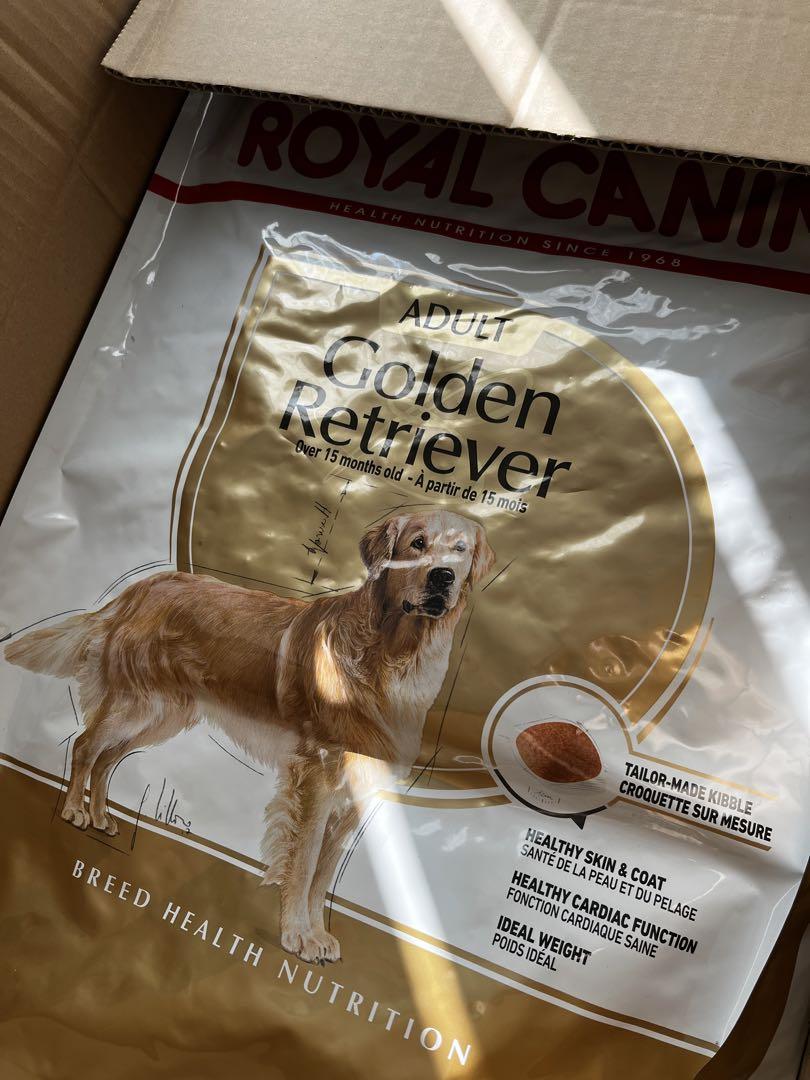 ROYAL CANIN
HEALTH NUTRITION SINCE 1968
ADULT
Golden
Retriever
Over 15 months old - À partir de 15 mois
TAILOR-MADE KIBBLE
CROQUETTE SUR MESURE
HEALTHY SKIN & COAT
SANTÉ DE LA PEAU ET DU PELAGE
HEALTHY CARDIAC FUNCTION
FONCTION CARDIAQUE SAINE
IDEAL WEIGHT
POIDS IDÉAL
BREED HEALTH NUTRITION